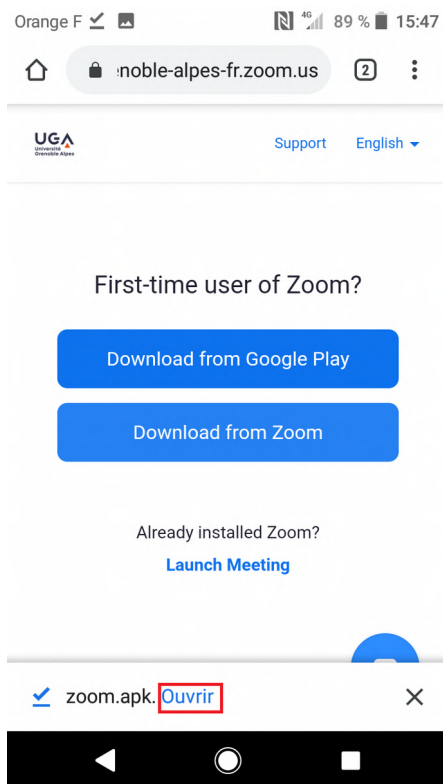 Orange F 4G 89 % 15:47
:noble-alpes-fr.zoom.us 2
UGA
Université
Grenoble Alpes
Support English
First-time user of Zoom?
Download from Google Play
Download from Zoom
Already installed Zoom?
Launch Meeting
zoom.apk. Ouvrir